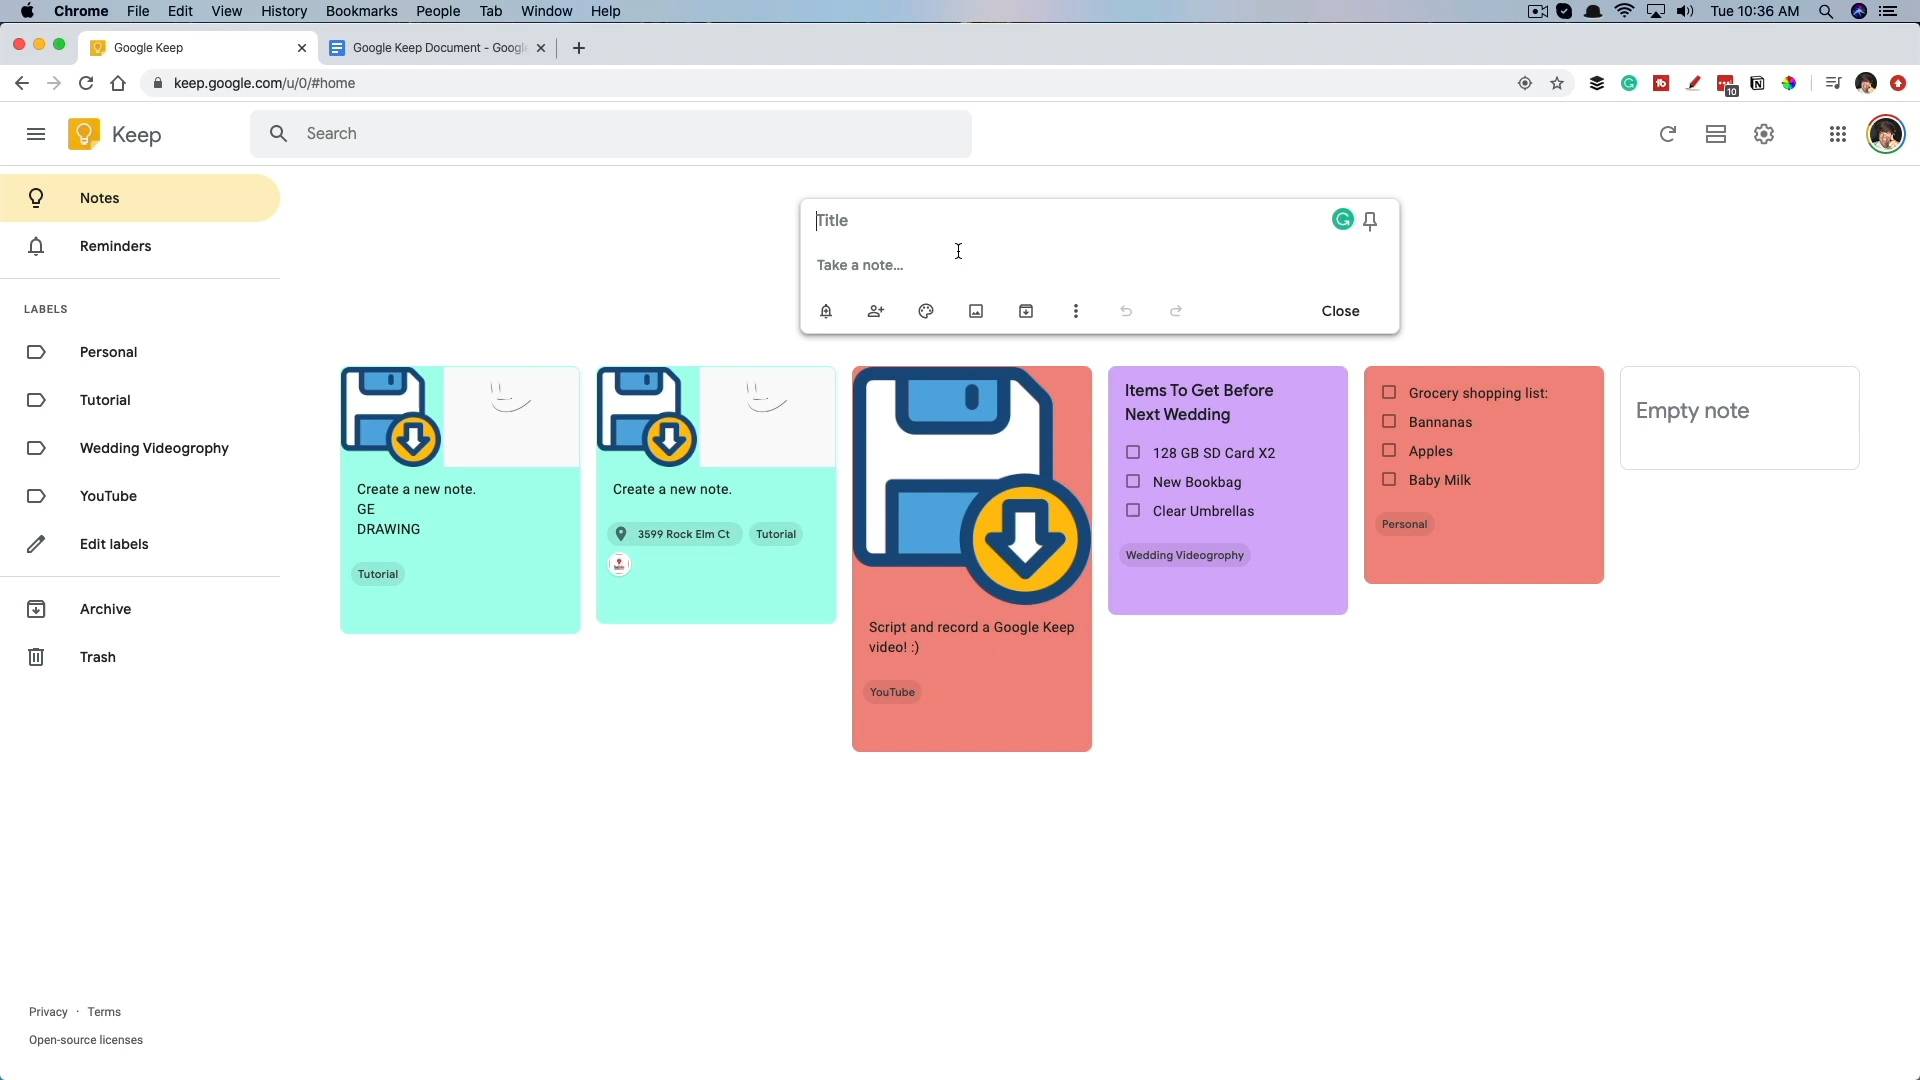 Chrome File Edit View History Bookmarks People Tab Window Help
Tue 10:36 AM
Google Keep
Google Keep Document - Googl
keep.google.com/u/0/#home
10
Keep
Search
Notes
Reminders
LABELS
Personal
Tutorial
Wedding Videography
YouTube
Edit labels
Archive
Trash
Privacy · Terms
Open-source licenses
Title
Take a note...
Close
Create a new note.
GE
DRAWING
Tutorial
Create a new note.
3599 Rock Elm Ct
Tutorial
Script and record a Google Keep
video! :)
YouTube
Items To Get Before
Next Wedding
128 GB SD Card X2
New Bookbag
Clear Umbrellas
Wedding Videography
Grocery shopping list:
Bannanas
Apples
Baby Milk
Personal
Empty note